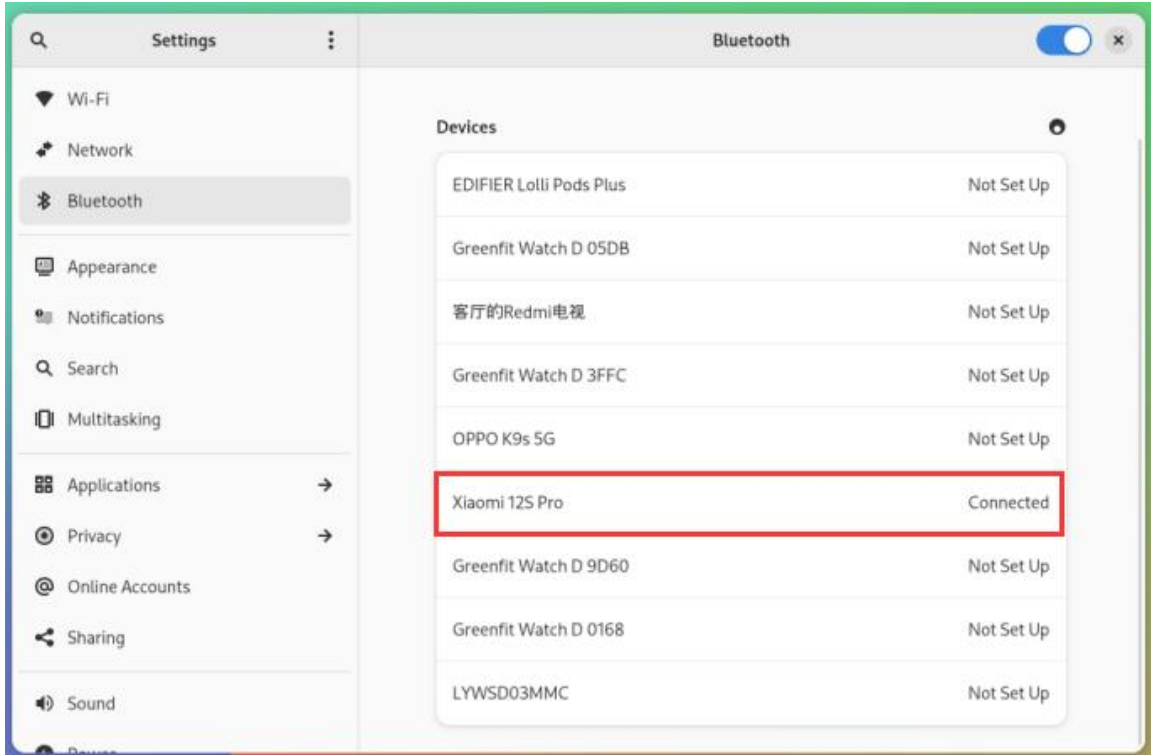 Settings
Bluetooth
Wi-Fi
Network
Bluetooth
Appearance
Notifications
Search
Multitasking
Applications
Privacy
Online Accounts
Sharing
Sound
Devices
EDIFIER Lolli Pods Plus Not Set Up
Greenfit Watch D 05DB Not Set Up
客厅的Redmi电视 Not Set Up
Greenfit Watch D 3FFC Not Set Up
OPPO K9s 5G Not Set Up
Xiaomi 12S Pro Connected
Greenfit Watch D 9D60 Not Set Up
Greenfit Watch D 0168 Not Set Up
LYWSD03MMC Not Set Up